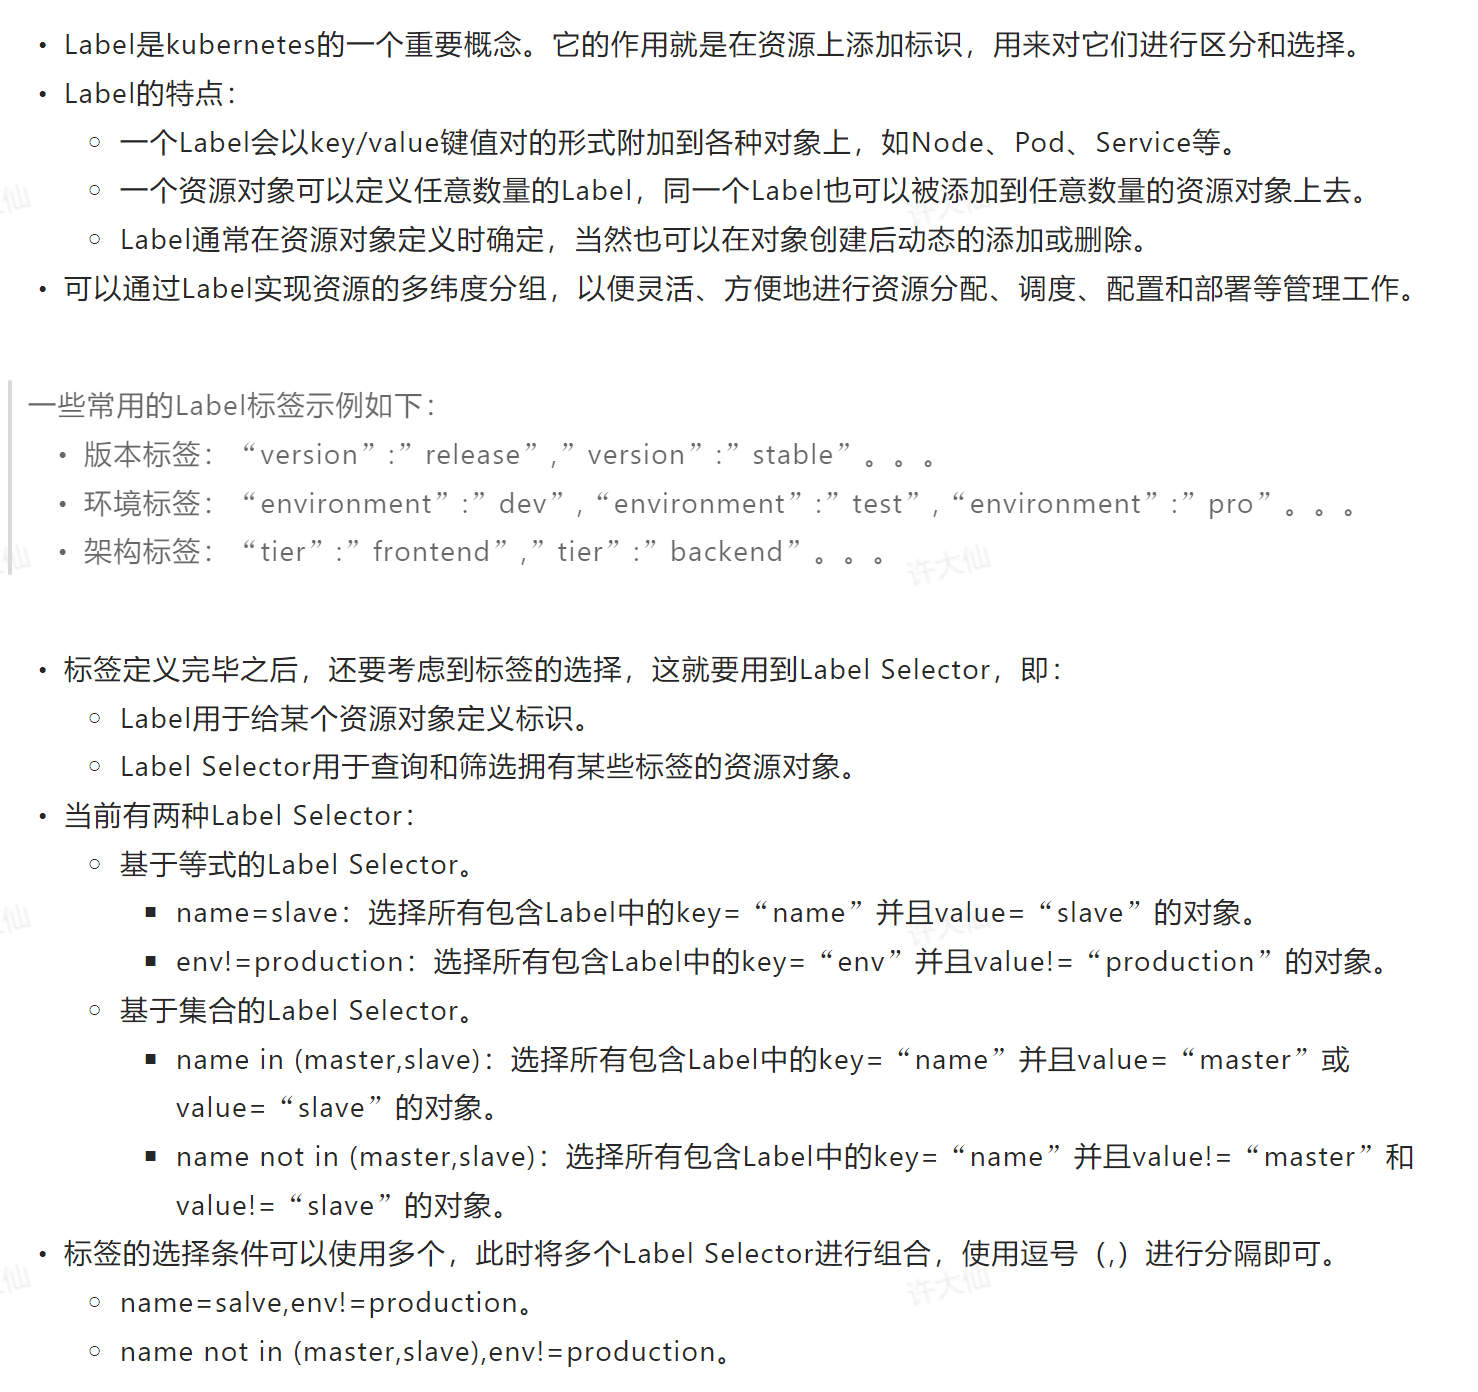 • Label是kubernetes的一个重要概念。它的作用就是在资源上添加标识，用来对它们进行区分和选择。
• Label的特点：
○ 一个Label会以key/value键值对的形式附加到各种对象上，如Node、Pod、Service等。
○ 一个资源对象可以定义任意数量的Label，同一个Label也可以被添加到任意数量的资源对象上去。
○ Label通常在资源对象定义时确定，当然也可以在对象创建后动态的添加或删除。
• 可以通过Label实现资源的多纬度分组，以便灵活、方便地进行资源分配、调度、配置和部署等管理工作。
一些常用的Label标签示例如下：
• 版本标签：“version”:”release”,”version”:”stable”。。。
• 环境标签：“environment”:”dev”,“environment”:”test”,“environment”:”pro”。。。
• 架构标签：“tier”:”frontend”,”tier”:”backend”。。。
许大仙
• 标签定义完毕之后，还要考虑到标签的选择，这就要用到Label Selector，即：
○ Label用于给某个资源对象定义标识。
○ Label Selector用于查询和筛选拥有某些标签的资源对象。
• 当前有两种Label Selector：
○ 基于等式的Label Selector。
▪ name=slave：选择所有包含Label中的key=“name”并且value=“slave”的对象。
▪ env!=production：选择所有包含Label中的key=“env”并且value!=“production”的对象。
○ 基于集合的Label Selector。
▪ name in (master,slave)：选择所有包含Label中的key=“name”并且value=“master”或
value=“slave”的对象。
▪ name not in (master,slave)：选择所有包含Label中的key=“name”并且value!=“master”和
value!=“slave”的对象。
• 标签的选择条件可以使用多个，此时将多个Label Selector进行组合，使用逗号（,）进行分隔即可。
许大仙
○ name=salve,env!=production。
○ name not in (master,slave),env!=production。